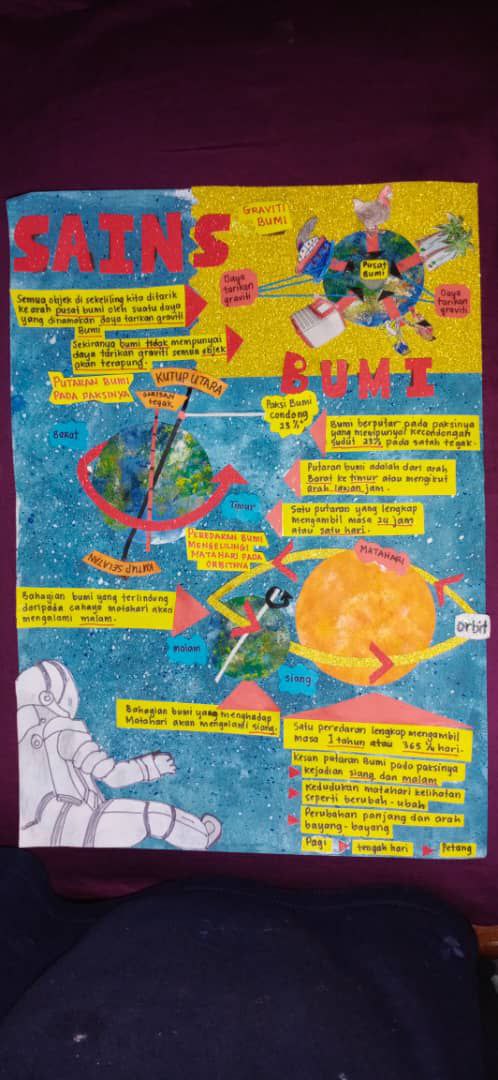 SAINS
GRAVITI
BUMI
Semua objek di sekeliling kita ditarik
ke arah pusat bumi oleh suatu daya
yang dinamakan daya tarikan graviti
Bumi
Sekiranya bumi tidak mempunyai
daya tarikan graviti semua objek
akan terapung.
Daya
tarikan
graviti
Pusat
Bumi
Daya
tarikan
graviti
BUMI
PUTARAN BUMI
PADA PAKSINYA
KUTUP UTARA
GARISAN
tegak
Paksi Bumi
condong
23 ½°
Barat
Timur
KUTUP SELATAN
Bumi berputar pada paksinya
yang mempunyai kecondongan
sudut 23½ pada satah tegak.
Putaran bumi adalah dari arah
Barat ke timur atau mengikut
arah lawan jam.
Satu putaran yang lengkap
mengambil masa 24 jam
atau satu hari.
PEREDARAN BUMI
MENGELILINGI
MATAHARI PADA
ORBITNYA
MATAHARI
orbit
Bahagian bumi yang terlindung
daripada cahaya matahari akan
mengalami malam.
malam
siang
Bahagian bumi yang menghadap
Matahari akan mengalami siang.
Satu peredaran lengkap mengambil
masa 1 tahun atau 365 ¼ hari.
Kesan putaran Bumi pada paksinya
kejadian siang dan malam
Kedudukan matahari kelihatan
seperti berubah-ubah
Perubahan panjang dan arah
bayang-bayang
Pagi
tengah hari
Petang